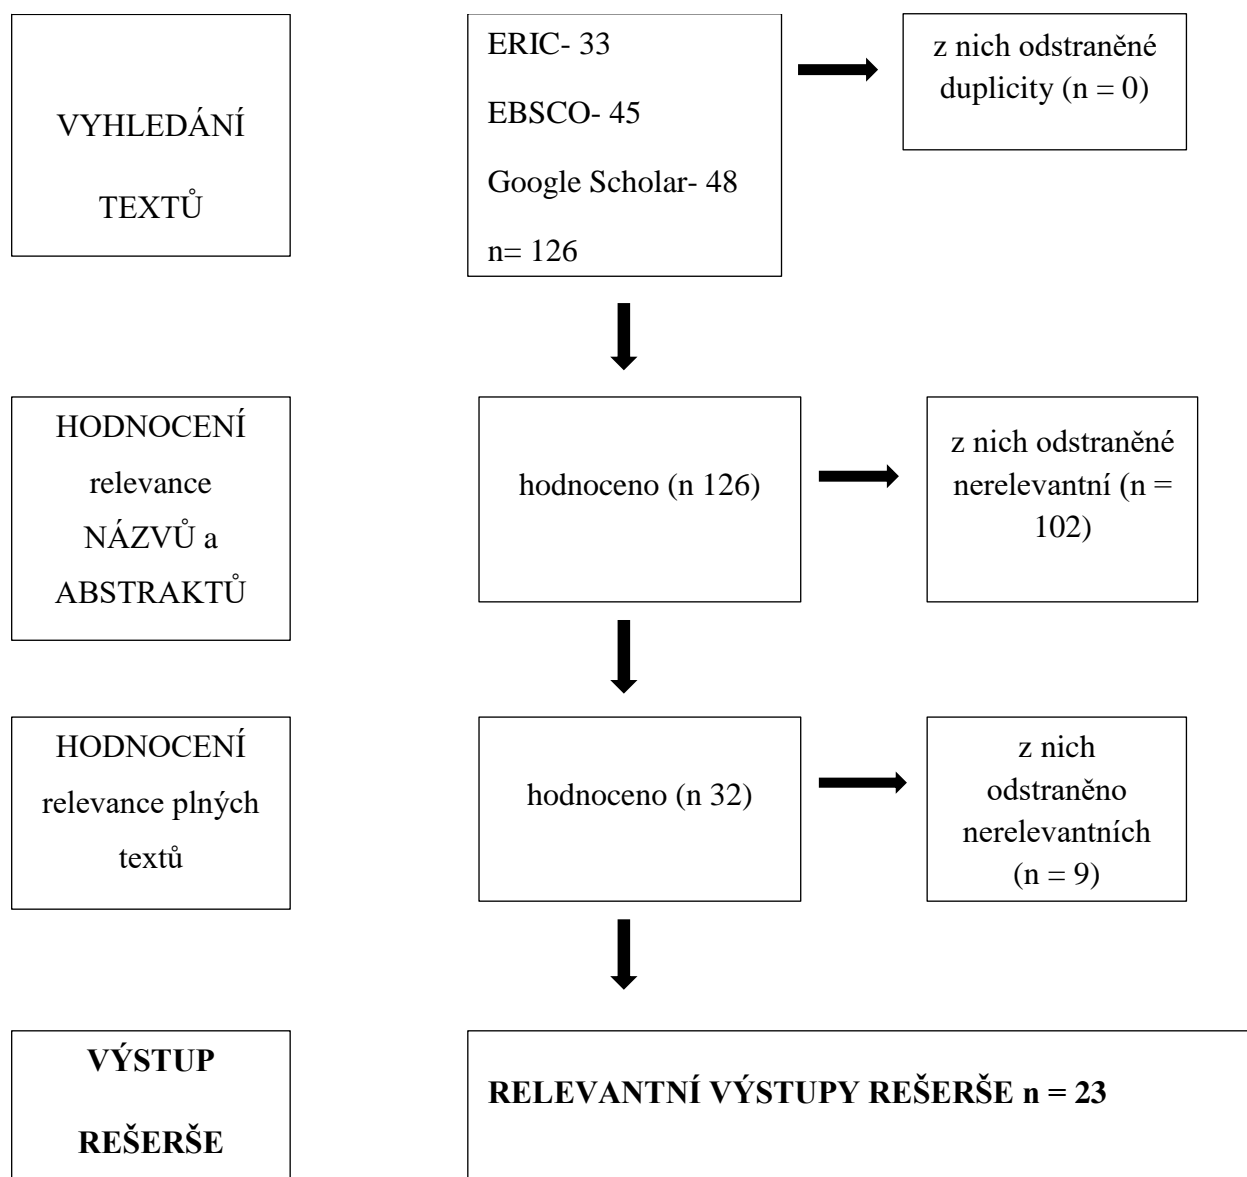 VYHLEDÁNÍ
TEXTŮ
ERIC- 33
EBSCO- 45
Google Scholar- 48
n= 126
z nich odstraněné
duplicity (n = 0)
HODNOCENÍ
relevance
NÁZVŮ a
ABSTRAKTŮ
hodnoceno (n 126)
z nich odstraněné
nerelevantní (n =
102)
HODNOCENÍ
relevance plných
textů
hodnoceno (n 32)
z nich
odstraněno
nerelevantních
(n = 9)
VÝSTUP
REŠERŠE
RELEVANTNÍ VÝSTUPY REŠERŠE n = 23